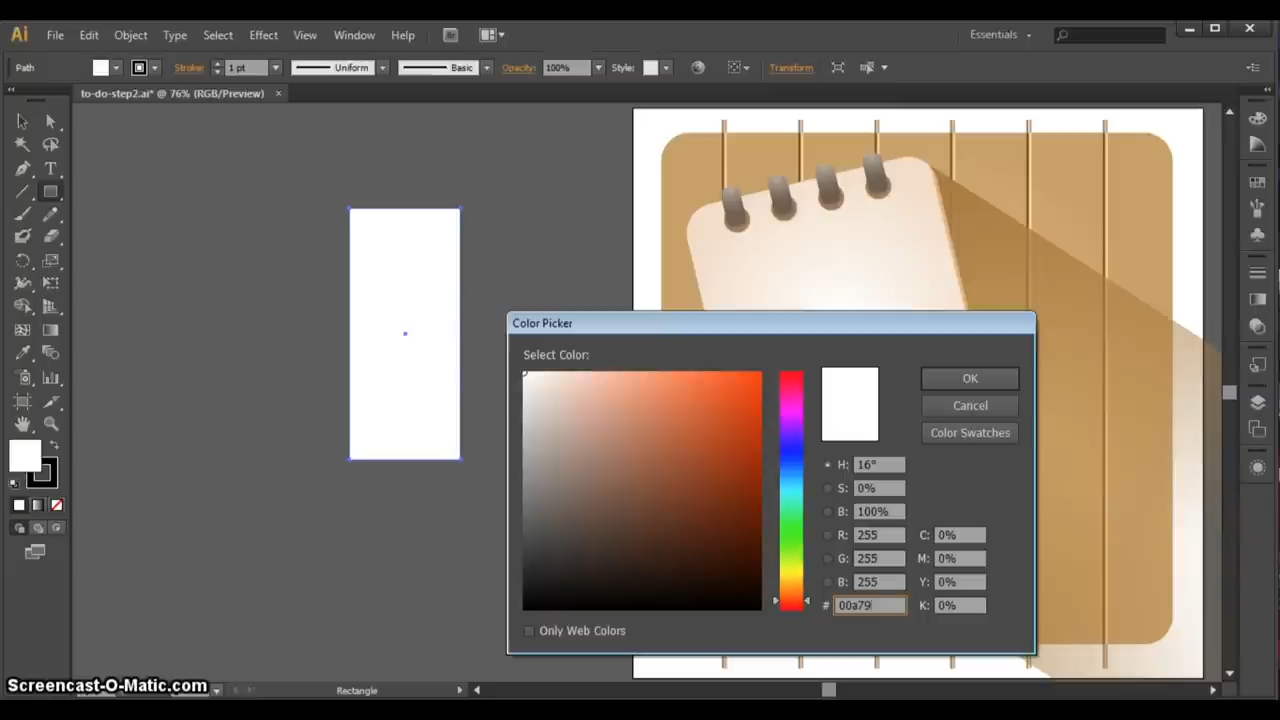 Ai File Edit Object Type Select Effect View Window Help Br Essentials
Path Stroke: 1 pt Uniform Basic Opacity: 100% Style: Transform
to-do-step2.ai* @ 76% (RGB/Preview) ×
Color Picker
Select Color:
OK
Cancel
Color Swatches
H: 16°
S: 0%
B: 100%
R: 255 C: 0%
G: 255 M: 0%
B: 255 Y: 0%
# 00a79 K: 0%
Only Web Colors
Screencast-O-Matic.com Rectangle